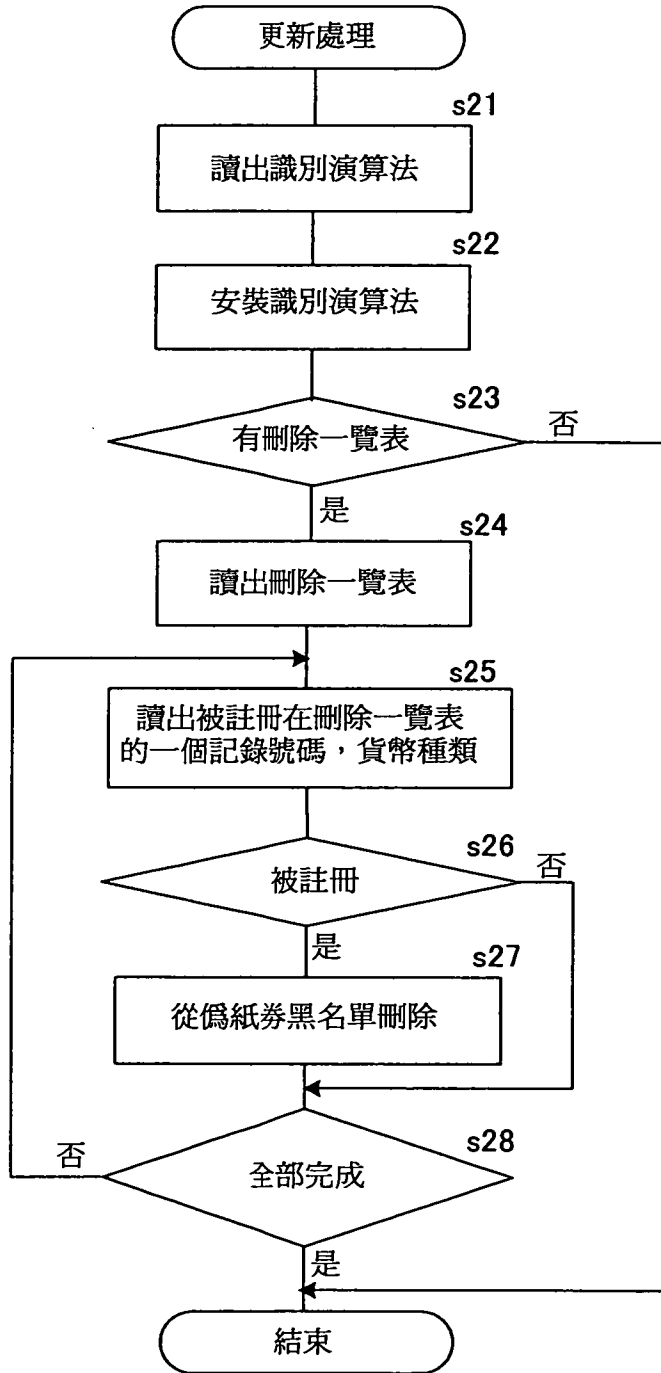 更新處理
s21
讀出識別演算法
s22
安裝識別演算法
s23
有刪除一覽表
否
是
s24
讀出刪除一覽表
s25
讀出被註冊在刪除一覽表
的一個記錄號碼，貨幣種類
s26
被註冊
否
是
s27
從偽紙券黑名單刪除
s28
全部完成
否
是
結束